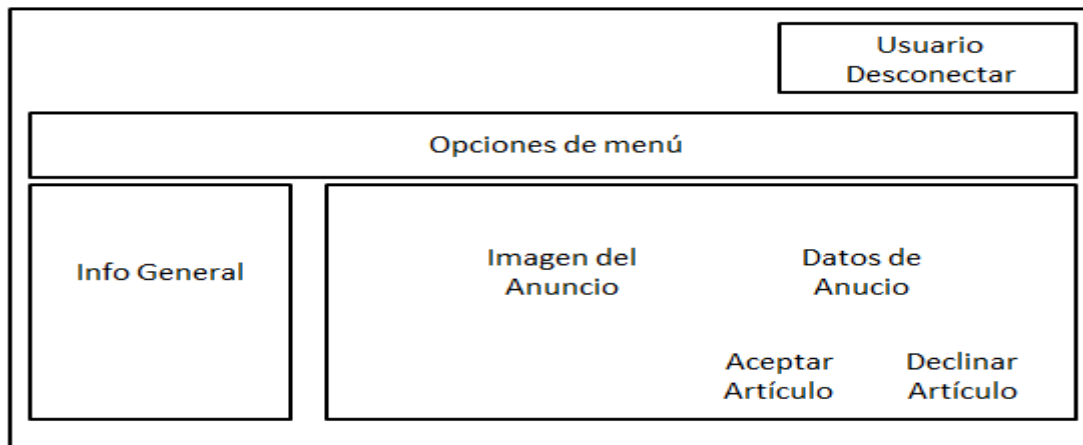 Usuario
Desconectar
Opciones de menú
Info General
Imagen del
Anuncio
Datos de
Anucio
Aceptar
Artículo
Declinar
Artículo